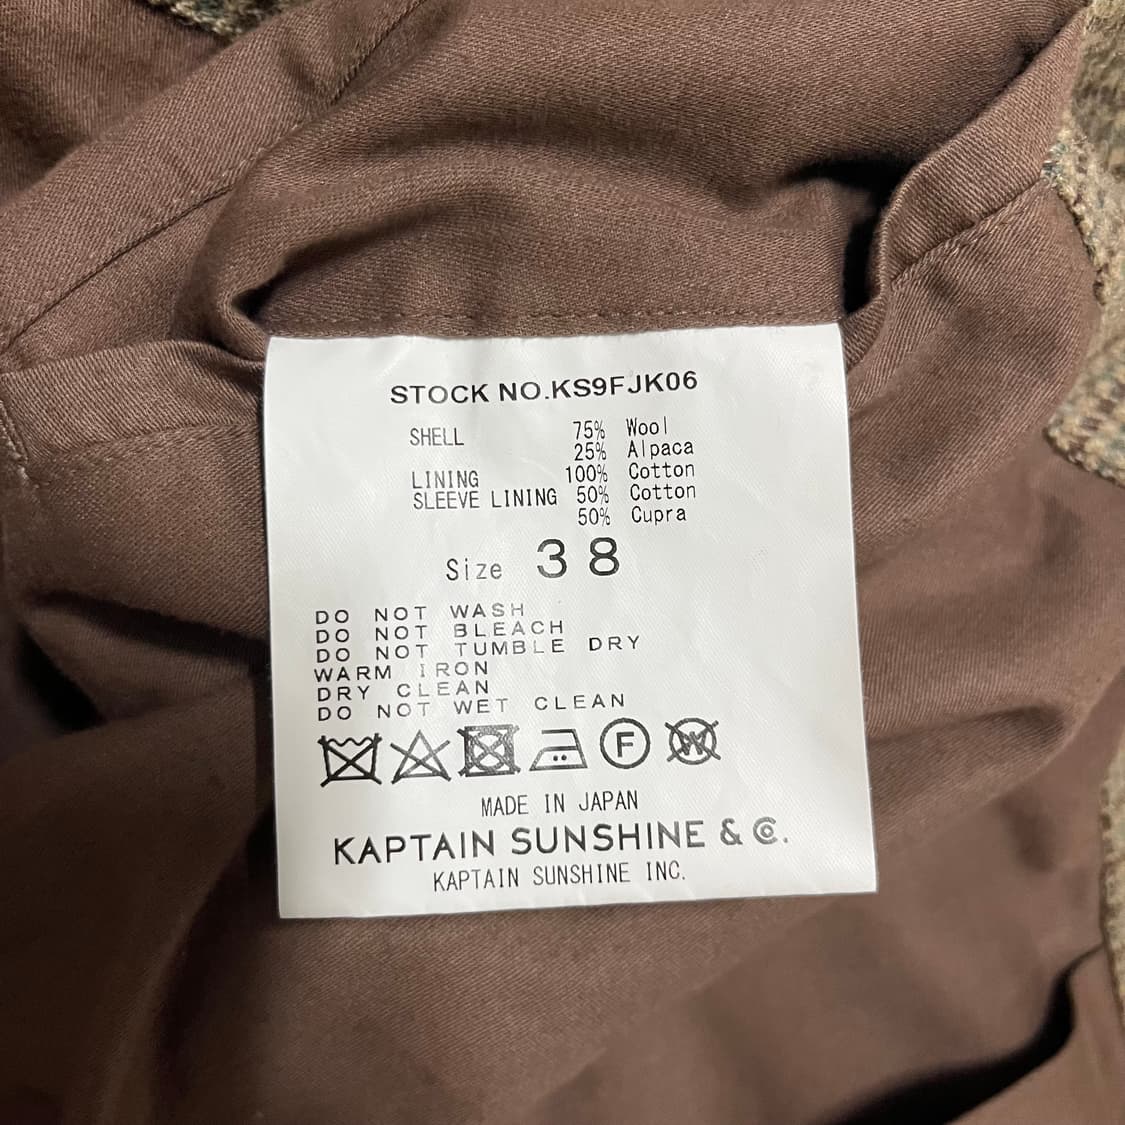 STOCK NO.KS9FJK06
SHELL 75% Wool
25% Alpaca
LINING 100% Cotton
SLEEVE LINING 50% Cotton
50% Cupra
Size 38
DO NOT WASH
DO NOT BLEACH
DO NOT TUMBLE DRY
WARM IRON
DRY CLEAN
DO NOT WET CLEAN
F W
MADE IN JAPAN
KAPTAIN SUNSHINE & Co.
KAPTAIN SUNSHINE INC.